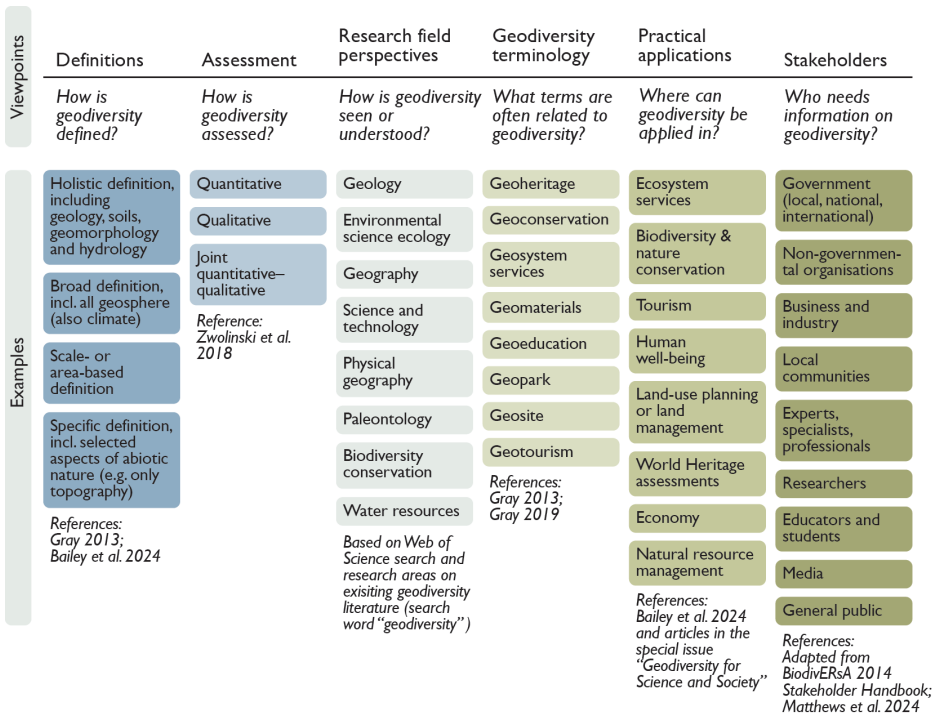 Viewpoints
Definitions
Assessment
Research field
perspectives
Geodiversity
terminology
Practical
applications
Stakeholders
How is
geodiversity
defined?
How is
geodiversity
assessed?
How is geodiversity
seen or
understood?
What terms are
often related to
geodiversity?
Where can
geodiversity be
applied in?
Who needs
information on
geodiversity?
Examples
Holistic definition,
including
geology, soils,
geomorphology
and hydrology
Broad definition,
incl. all geosphere
(also climate)
Scale- or
area-based
definition
Specific definition,
incl. selected
aspects of abiotic
nature (e.g. only
topography)
References:
Gray 2013;
Bailey et al. 2024
Quantitative
Qualitative
Joint
quantitative–
qualitative
Reference:
Zwolinski et al.
2018
Geology
Environmental
science ecology
Geography
Science and
technology
Physical
geography
Paleontology
Biodiversity
conservation
Water resources
Based on Web of
Science search and
research areas on
exisiting geodiversity
literature (search
word “geodiversity”)
Geoheritage
Geoconservation
Geosystem
services
Geomaterials
Geoeducation
Geopark
Geosite
Geotourism
References:
Gray 2013;
Gray 2019
Ecosystem
services
Biodiversity &
nature
conservation
Tourism
Human
well-being
Land-use planning
or land
management
World Heritage
assessments
Economy
Natural resource
management
References:
Bailey et al. 2024
and articles in the
special issue
“Geodiversity for
Science and Society”
Government
(local, national,
international)
Non-governmen-
tal organisations
Business and
industry
Local
communities
Experts,
specialists,
professionals
Researchers
Educators and
students
Media
General public
References:
Adapted from
BiodivERsA 2014
Stakeholder Handbook;
Matthews et al. 2024